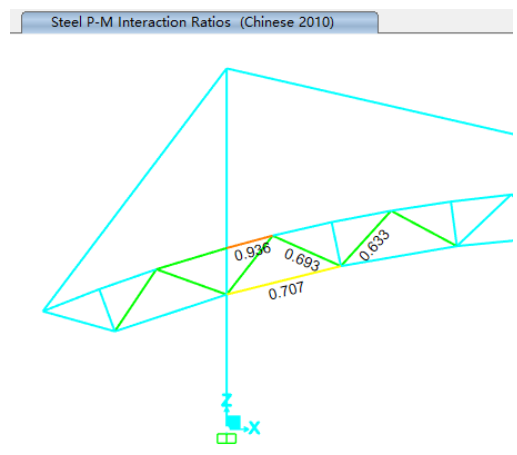 Steel P-M Interaction Ratios (Chinese 2010)
0.936
0.693
0.633
0.707
Z
X